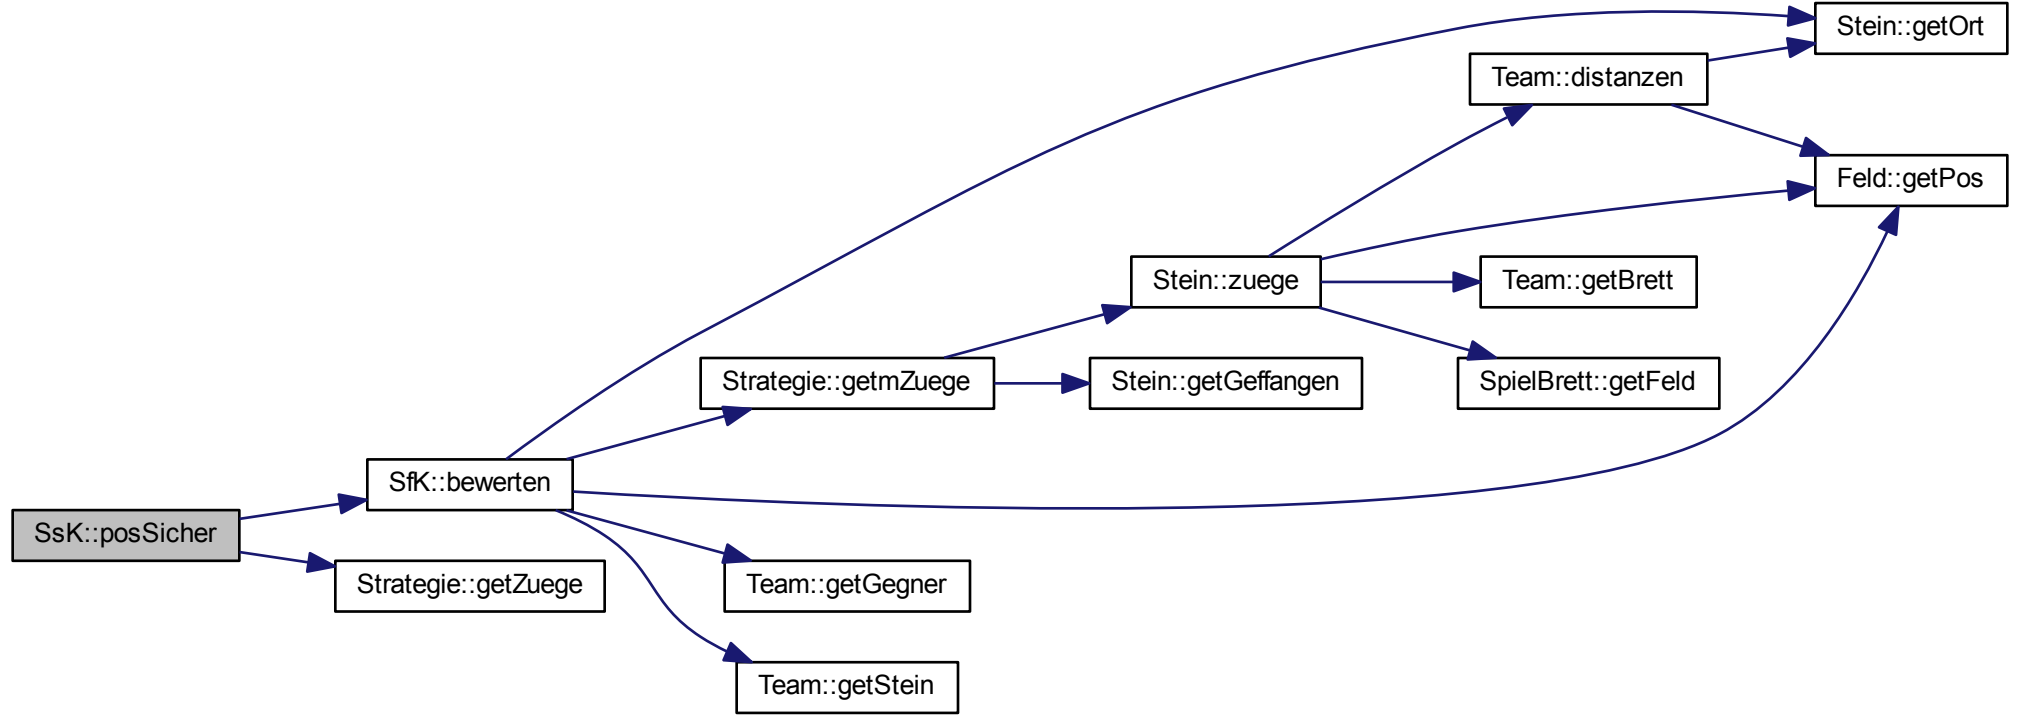 Stein::getOrt
Team::distanzen
Feld::getPos
Stein::zuege
Team::getBrett
Strategie::getmZuege
Stein::getGeffangen
SpielBrett::getFeld
SfK::bewerten
SsK::posSicher
Strategie::getZuege
Team::getGegner
Team::getStein